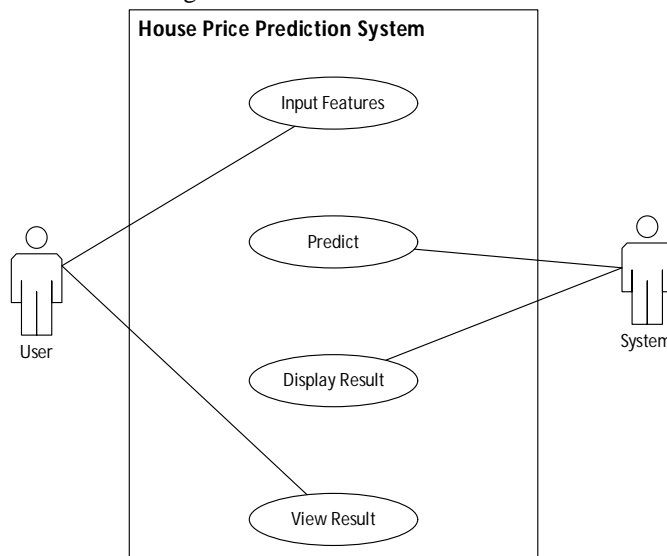 House Price Prediction System
Input Features
Predict
User
System
Display Result
View Result